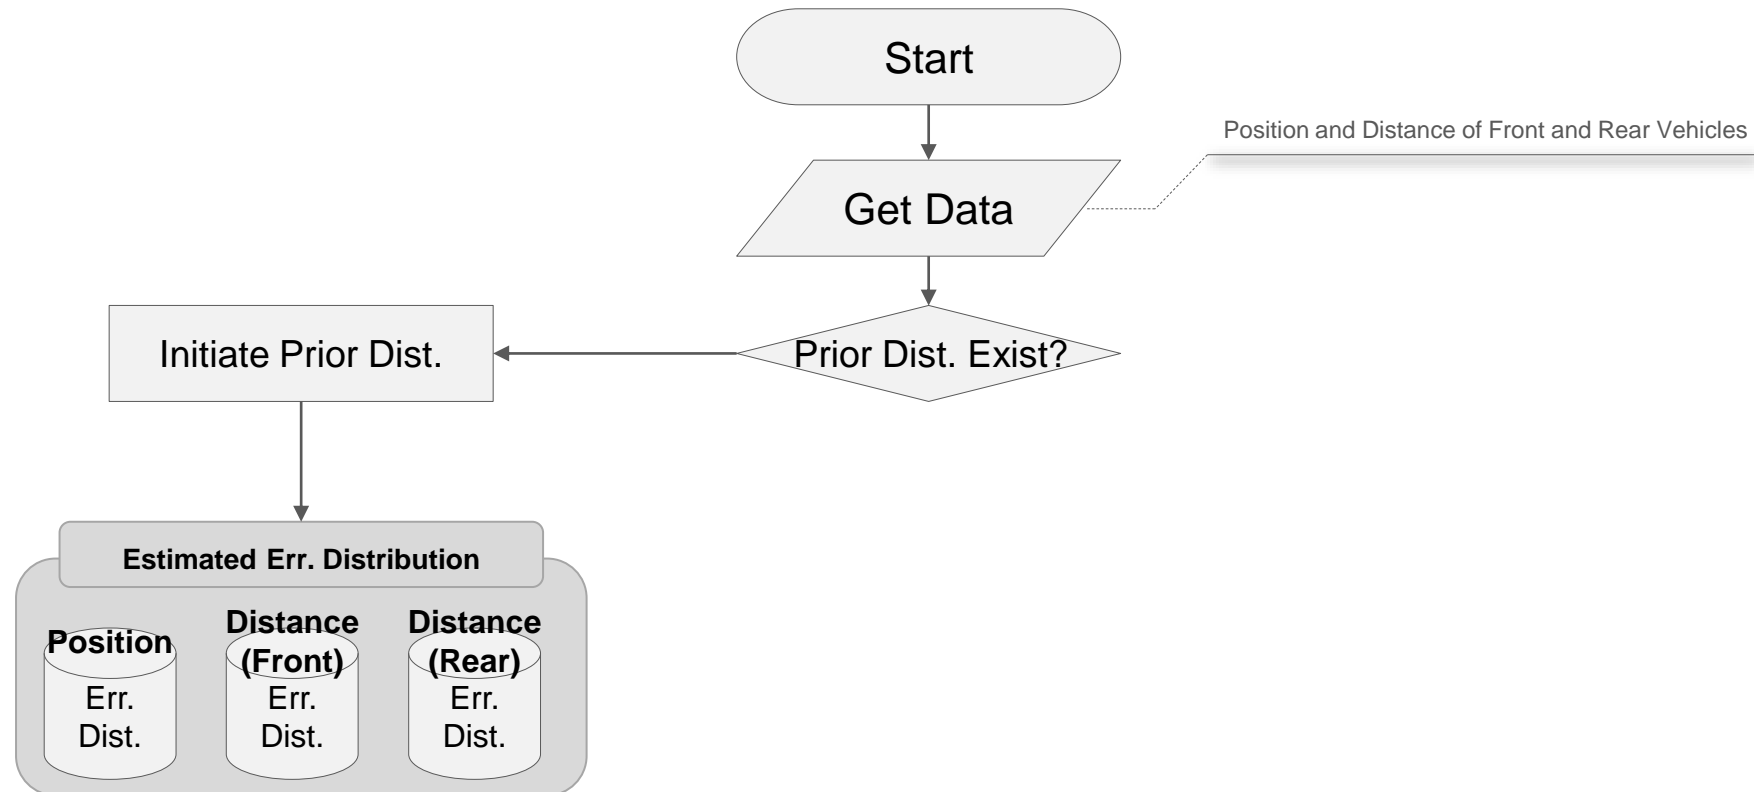 Start
Position and Distance of Front and Rear Vehicles
Get Data
Initiate Prior Dist.
Prior Dist. Exist?
Estimated Err. Distribution
Position
Err.
Dist.
Distance
(Front)
Err.
Dist.
Distance
(Rear)
Err.
Dist.